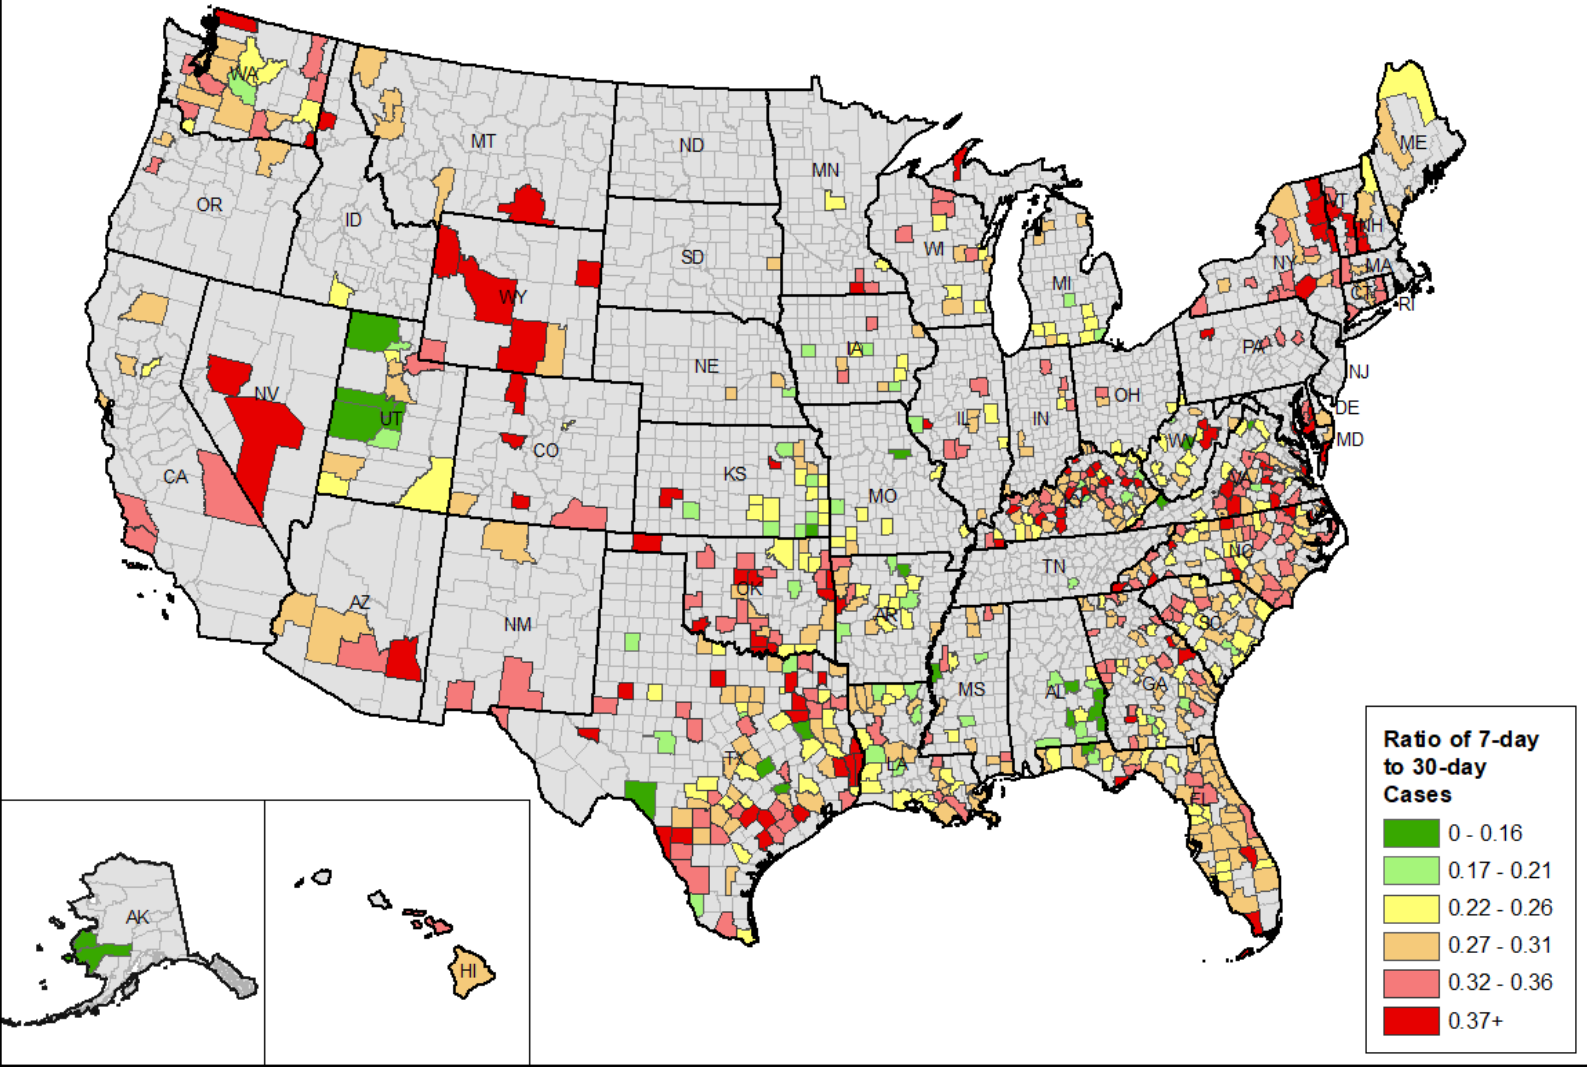 WA
MT
ND
MN
ME
OR
ID
SD
WI
MI
VT
NH
NY
MA
CT
RI
WY
IA
NE
PA
NJ
NV
UT
CO
IL
IN
OH
DE
MD
WV
CA
KS
MO
KY
VA
AZ
NM
OK
AR
TN
NC
SC
MS
AL
GA
TX
LA
FL
AK
HI
Ratio of 7-day
to 30-day
Cases
0 - 0.16
0.17 - 0.21
0.22 - 0.26
0.27 - 0.31
0.32 - 0.36
0.37+